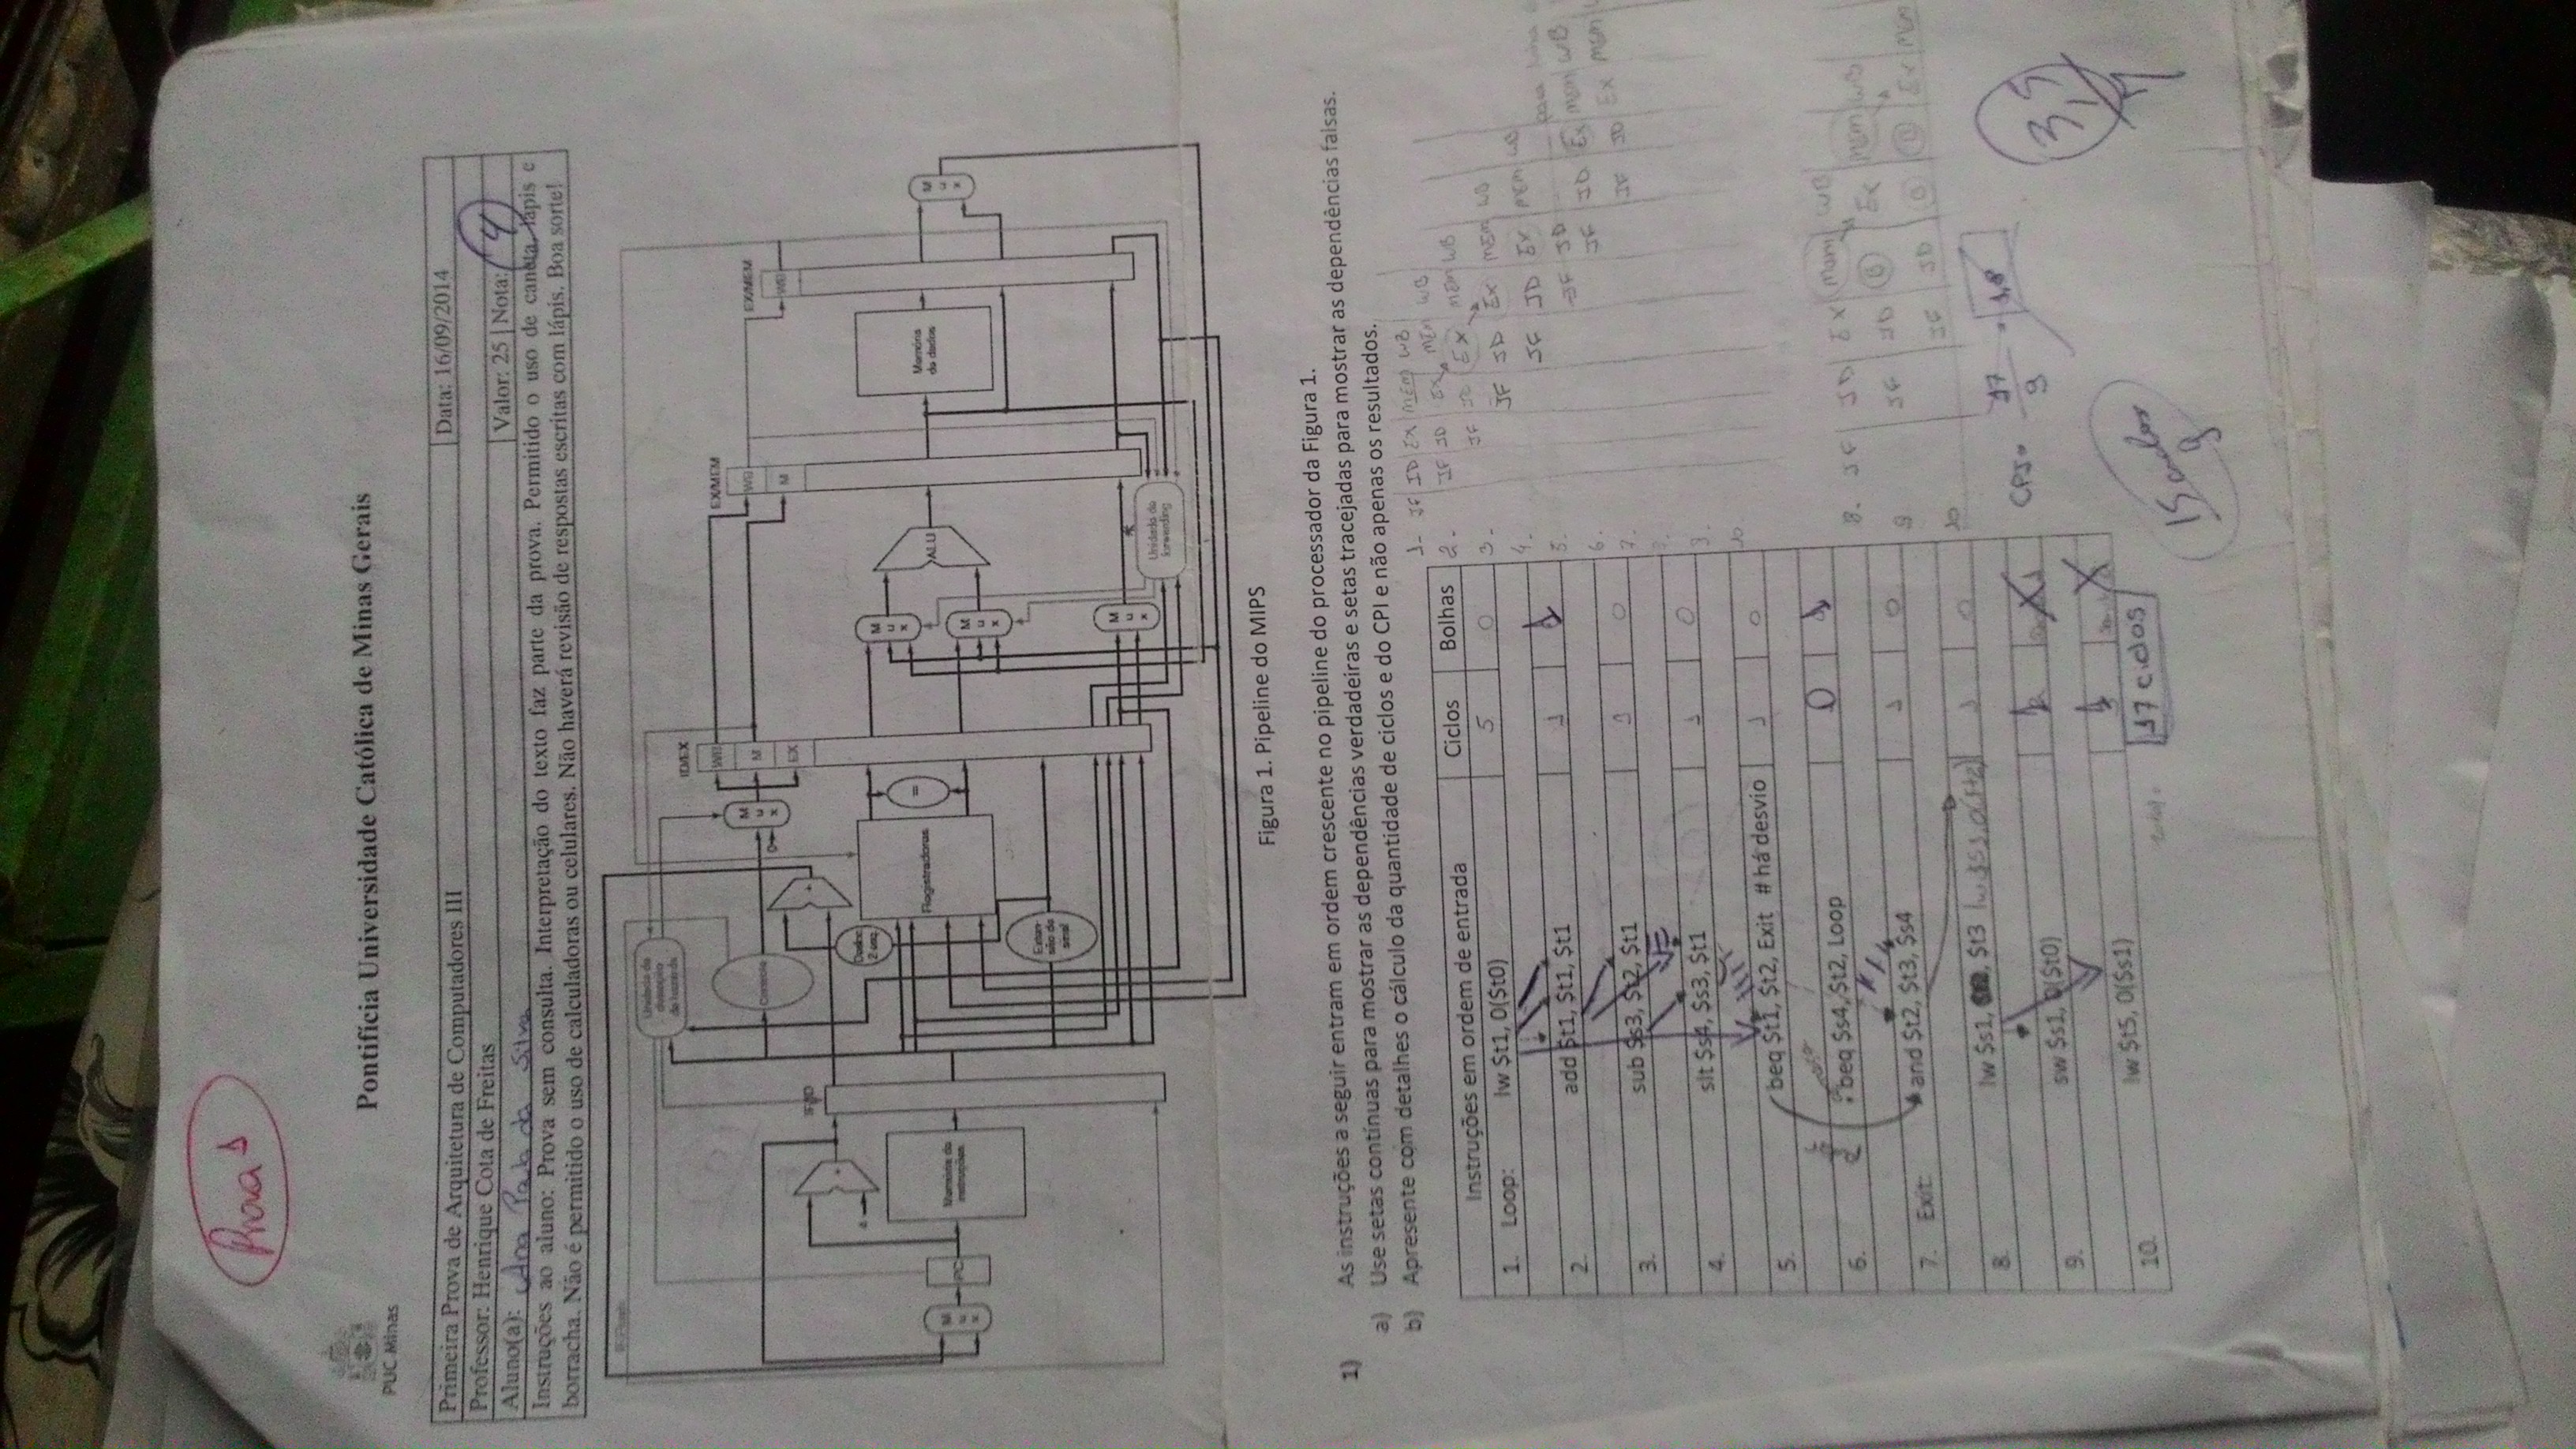 Prova 1
PUC Minas
Pontifícia Universidade Católica de Minas Gerais
Primeira Prova de Arquitetura de Computadores III Data: 16/09/2014
Professor: Henrique Cota de Freitas
Aluno(a): Ana Paula da Silva Valor: 25 | Nota: 4
Instruções ao aluno: Prova sem consulta. Interpretação do texto faz parte da prova. Permitido o uso de caneta, lápis e
borracha. Não é permitido o uso de calculadoras ou celulares. Não haverá revisão de respostas escritas com lápis. Boa sorte!
Unidade de
detecção
de hazards
ID/EX
WB
EX/MEM
M
u
x
M
WB
EX/MEM
Controle
0
EX
M
WB
+
IF/ID
4
Desloc
2 esq
M
u
x
PC
Memória de
instruções
Registradores
=
M
u
x
ALU
Memória
de dados
M
u
x
M
u
x
Exten-
são de
sinal
M
u
x
Unidade de
forwarding
Figura 1. Pipeline do MIPS
1) As instruções a seguir entram em ordem crescente no pipeline do processador da Figura 1.
a) Use setas contínuas para mostrar as dependências verdadeiras e setas tracejadas para mostrar as dependências falsas.
b) Apresente com detalhes o cálculo da quantidade de ciclos e do CPI e não apenas os resultados.
Instruções em ordem de entrada Ciclos Bolhas
1. Loop: lw $t1, 0($t0) 5 0
2. add $t1, $t1, $t1 1 1
3. sub $s3, $t2, $t1 1 0
4. slt $s4, $s3, $t1 1 0
5. beq $t1, $t2, Exit # há desvio 1 0
6. beq $s4, $t2, Loop 0 1
7. Exit: and $t2, $t3, $s4 1 0
8. lw $s1, $t3 lw $s1, 0($t2) 1 0
9. sw $s1, 0($t0) 1
10. lw $t5, 0($s1) 1
17 ciclos
1- IF ID EX MEM WB
2. IF ID EX MEM WB
3. IF ID EX MEM WB
4. IF ID EX MEM WB
5. IF ID EX MEM WB
6. IF ID
7. IF ID EX MEM WB
IF ID EX MEM
8. IF ID EX MEM WB
9 IF ID B EX MEM WB
10 IF ID B B EX MEM
CPI = 17 / 9 = 1,8
15 ciclos
9
3,5
4